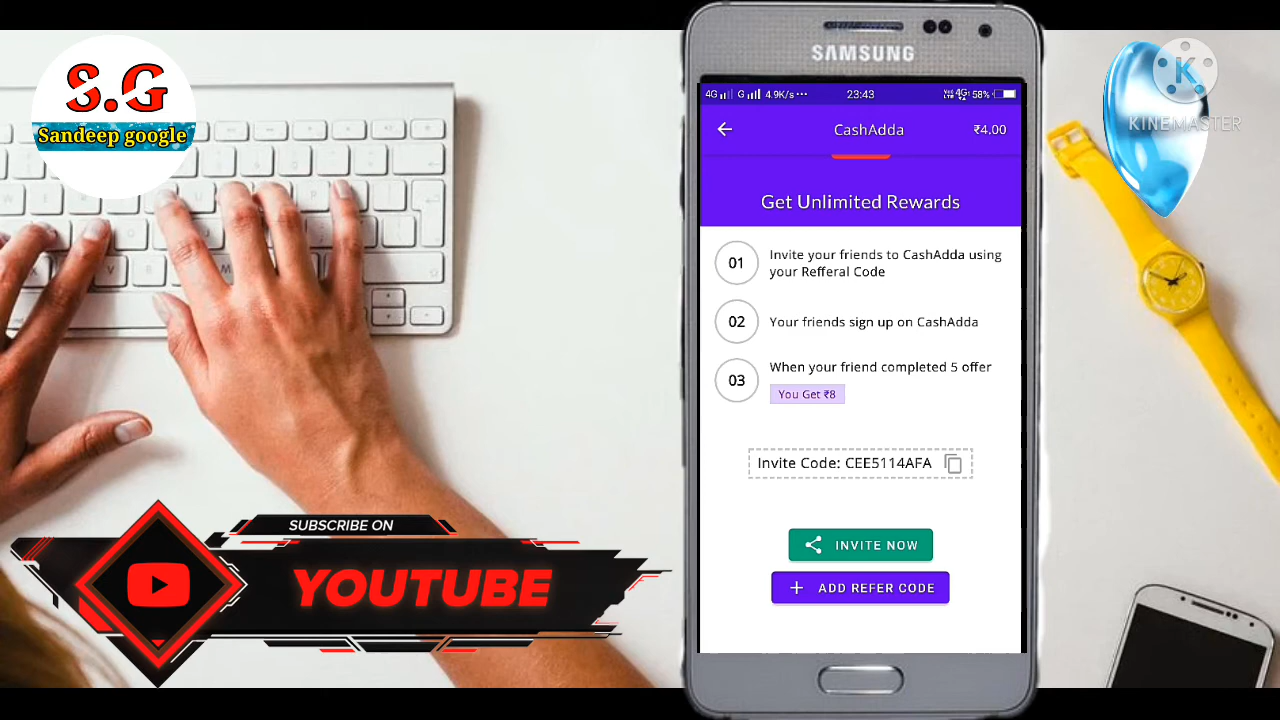 S.G
Sandeep google
SUBSCRIBE ON
YOUTUBE
SAMSUNG
4G G 4.9K/s ··· 23:43 4G 58%
CashAdda ₹4.00
Get Unlimited Rewards
01 Invite your friends to CashAdda using
your Refferal Code
02 Your friends sign up on CashAdda
03 When your friend completed 5 offer
You Get ₹8
Invite Code: CEE5114AFA
INVITE NOW
+ ADD REFER CODE
K
KINEMASTER